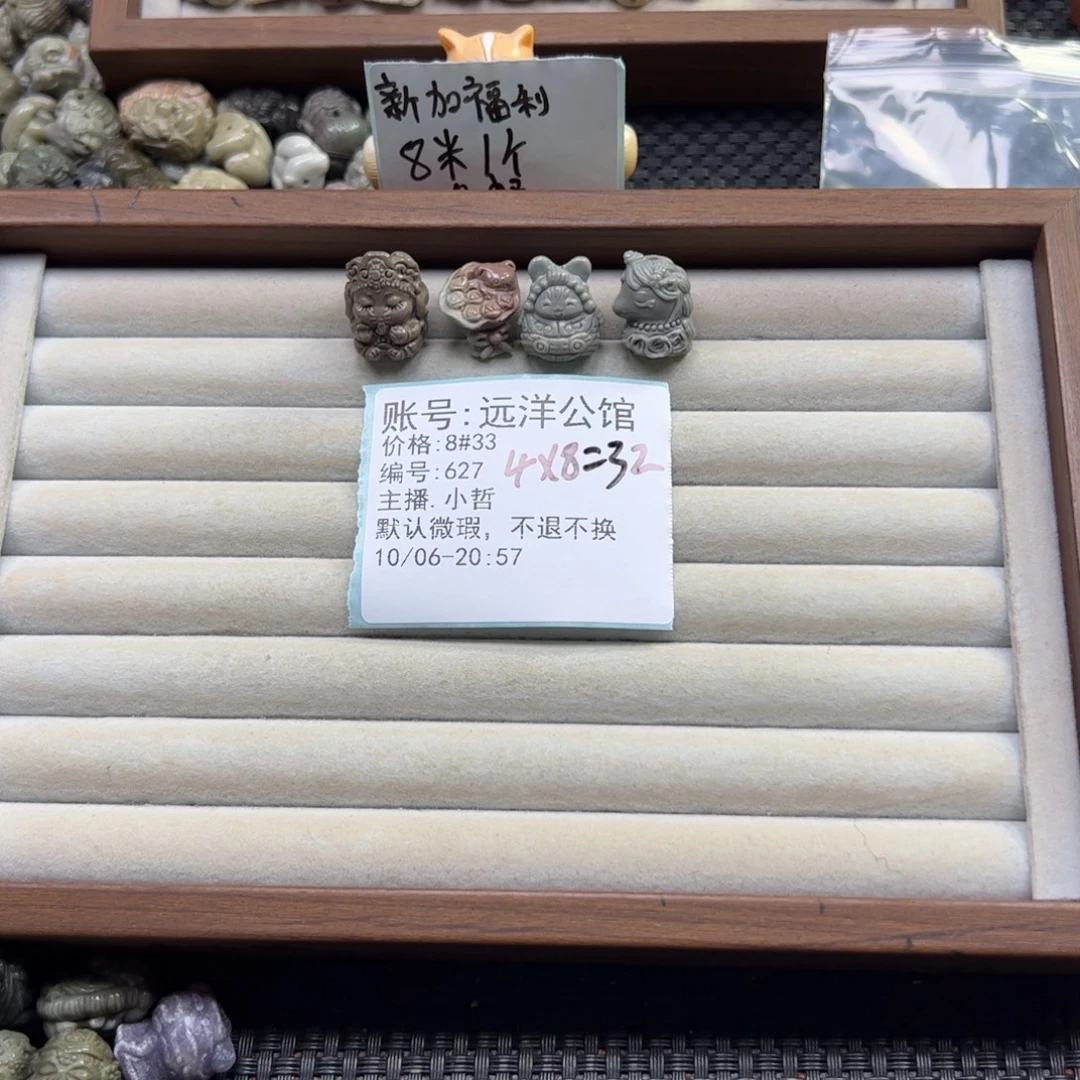 新加福利
8米1个
账号:远洋公馆
价格:8#33
编号:627 4x8=32
主播.小哲
默认微瑕, 不退不换
10/06-20:57